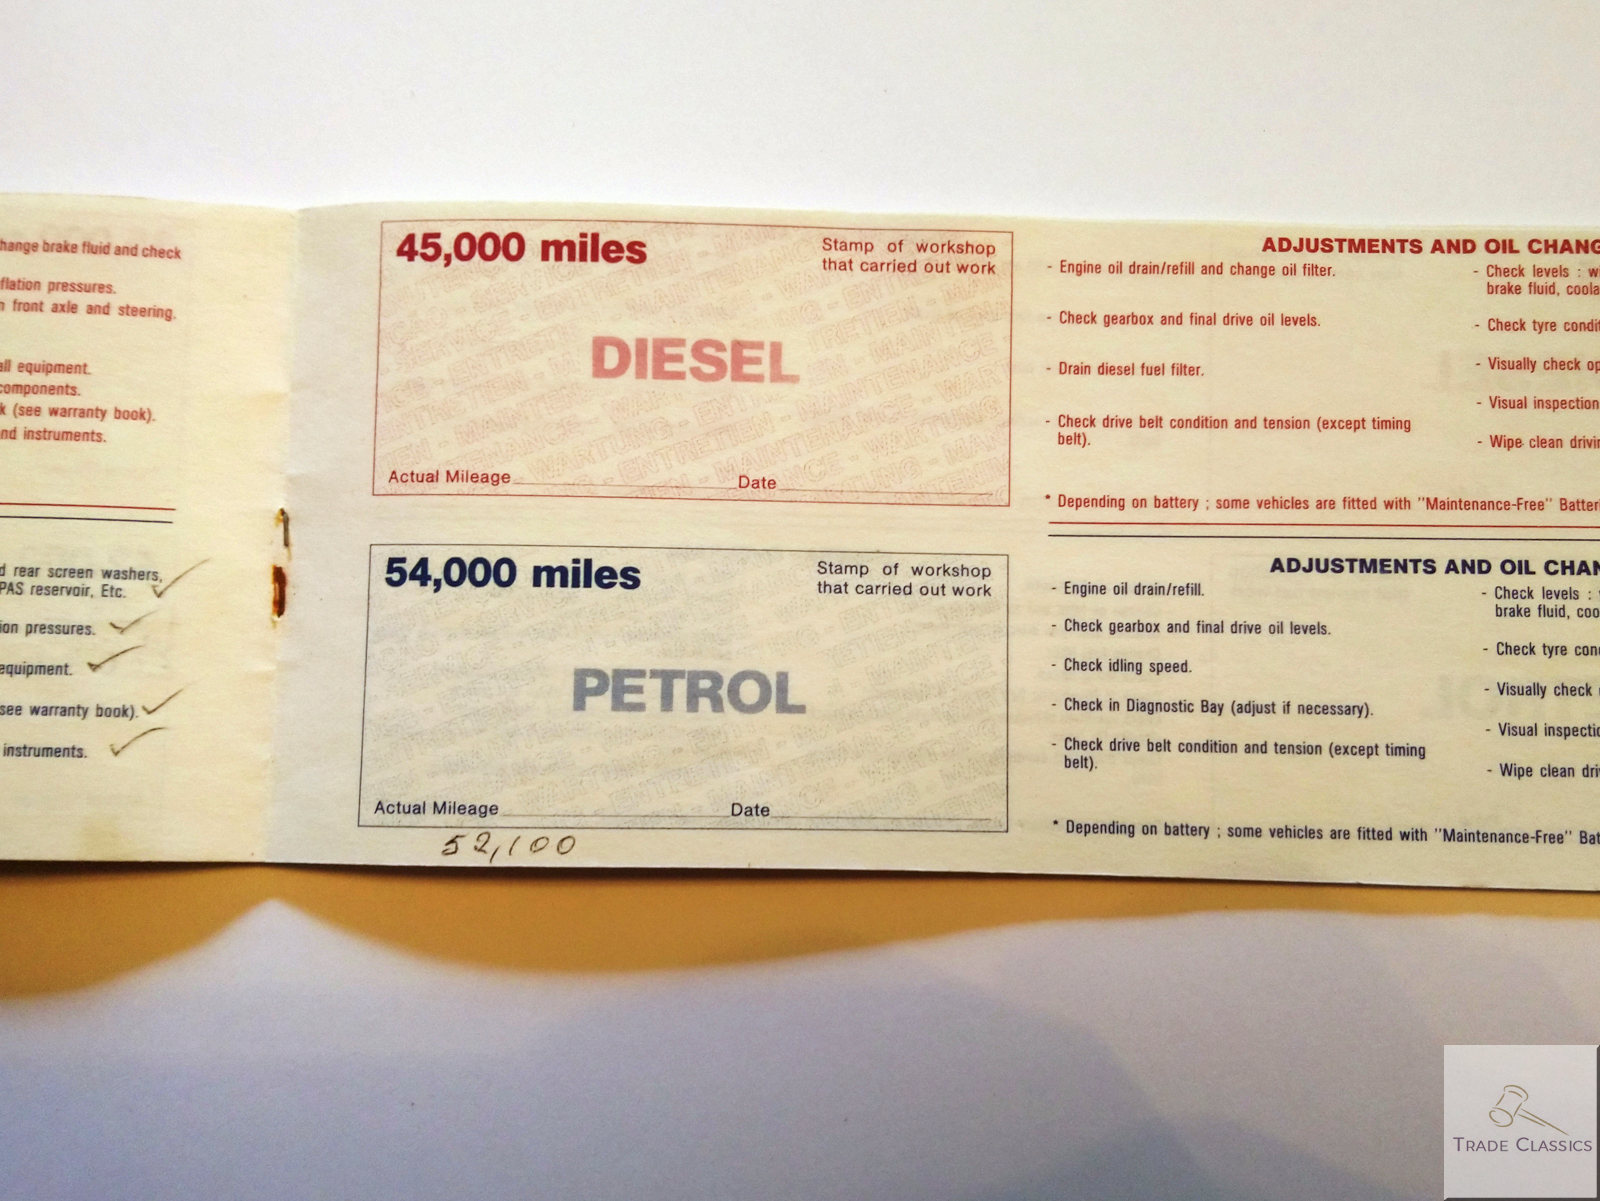 hange brake fluid and check
flation pressures.
front axle and steering.
all equipment.
components.
k (see warranty book).
nd instruments.
d rear screen washers,
PAS reservoir, Etc.
ion pressures.
equipment.
see warranty book).
instruments.
45,000 miles
Stamp of workshop
that carried out work
DIESEL
Actual Mileage
Date
54,000 miles
Stamp of workshop
that carried out work
PETROL
Actual Mileage
Date
52,100
ADJUSTMENTS AND OIL CHANG
- Engine oil drain/refill and change oil filter.
- Check gearbox and final drive oil levels.
- Drain diesel fuel filter.
- Check drive belt condition and tension (except timing
belt).
- Check levels : w
brake fluid, coola
- Check tyre condit
- Visually check op
- Visual inspection
- Wipe clean drivin
* Depending on battery ; some vehicles are fitted with "Maintenance-Free" Batter
ADJUSTMENTS AND OIL CHAN
- Engine oil drain/refill.
- Check gearbox and final drive oil levels.
- Check idling speed.
- Check in Diagnostic Bay (adjust if necessary).
- Check drive belt condition and tension (except timing
belt).
- Check levels :
brake fluid, coo
- Check tyre con
- Visually check
- Visual inspecti
- Wipe clean dri
* Depending on battery ; some vehicles are fitted with "Maintenance-Free" Bat
TRADE CLASSICS